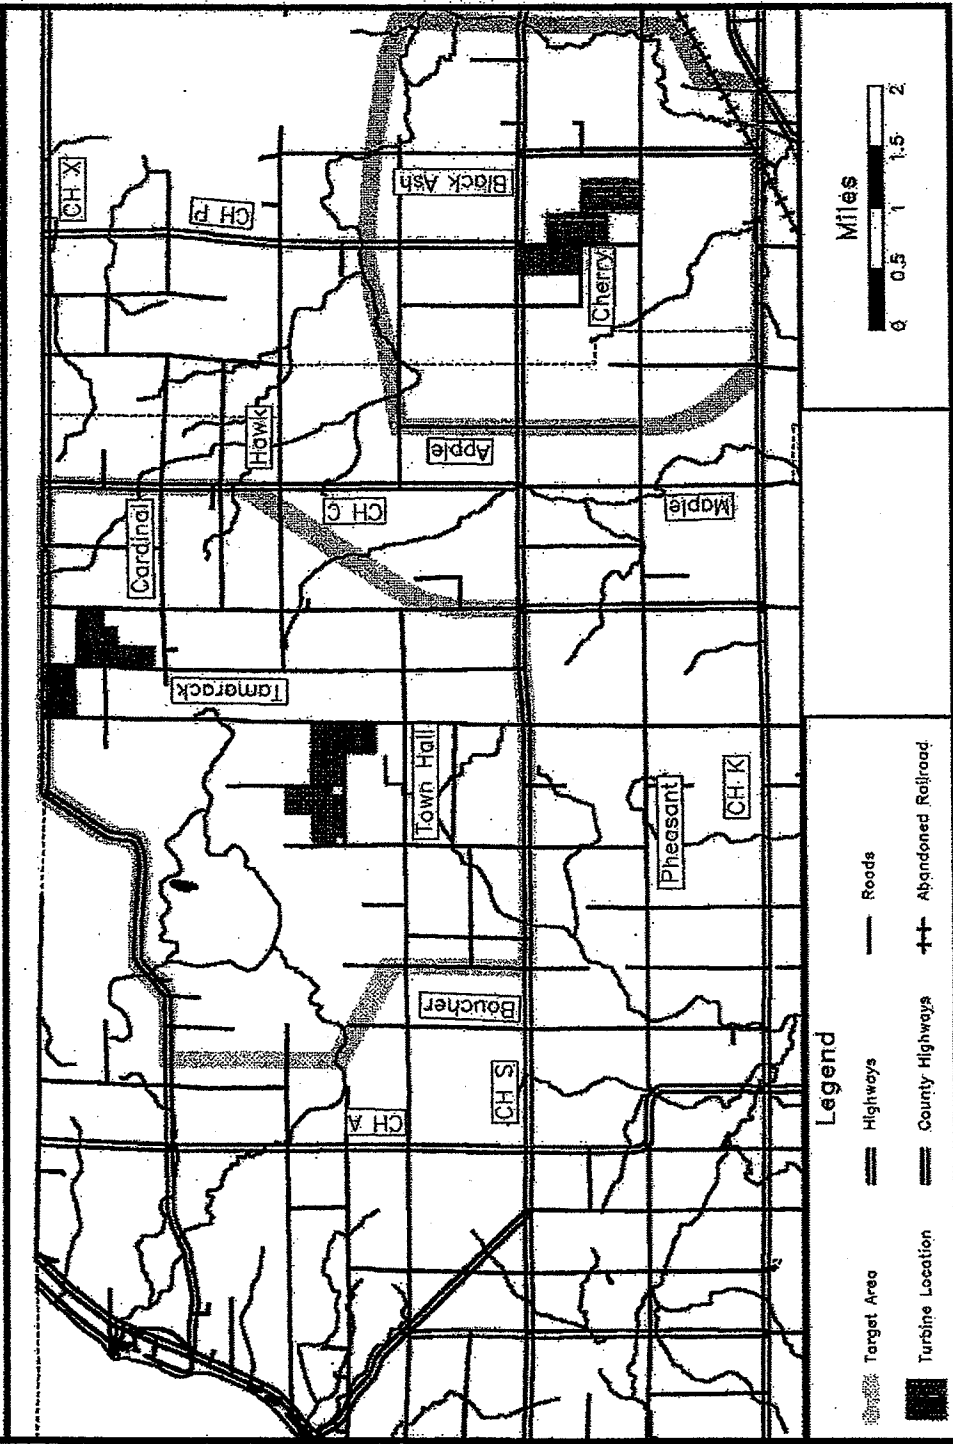 CH X
CH P
Black Ash
Cherry
Hawk
Apple
Cardinal
CH C
Maple
Tamarack
Town Hall
Pheasant
CH K
Boucher
CH S
CH A
Miles
0 0.5 1 1.5 2
Legend
Target Area
Highways
Roads
Turbine Location
County Highways
Abandoned Railroad